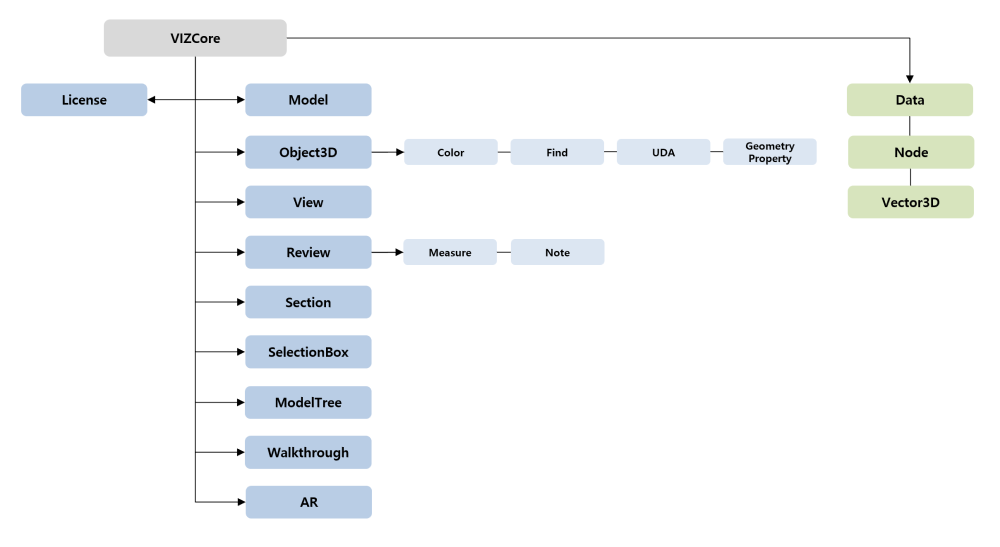 VIZCore
License
Model
Data
Object3D
Color
Find
UDA
Geometry
Property
Node
View
Vector3D
Review
Measure
Note
Section
SelectionBox
ModelTree
Walkthrough
AR